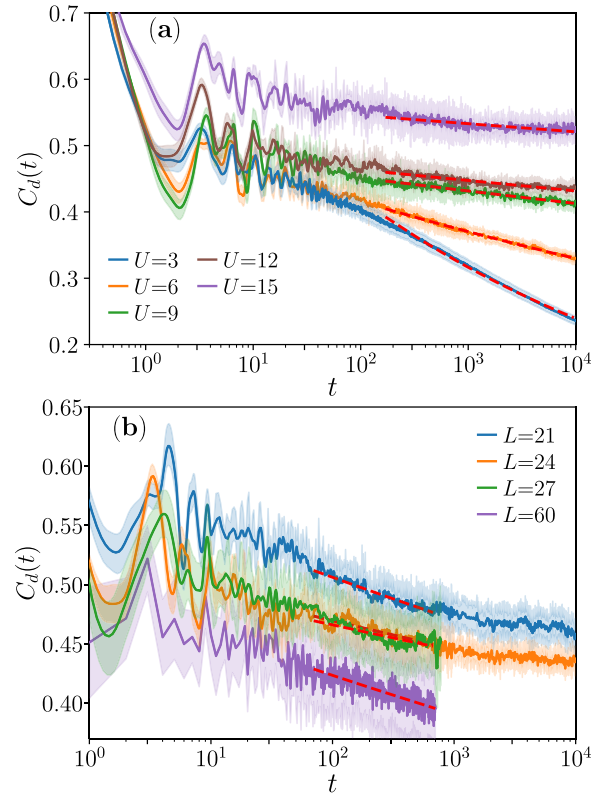 (a)
0.7
0.6
0.5
0.4
0.3
0.2
C_d(t)
U=3
U=6
U=9
U=12
U=15
10^0
10^1
10^2
10^3
10^4
t
(b)
0.65
0.60
0.55
0.50
0.45
0.40
C_d(t)
L=21
L=24
L=27
L=60
10^0
10^1
10^2
10^3
10^4
t